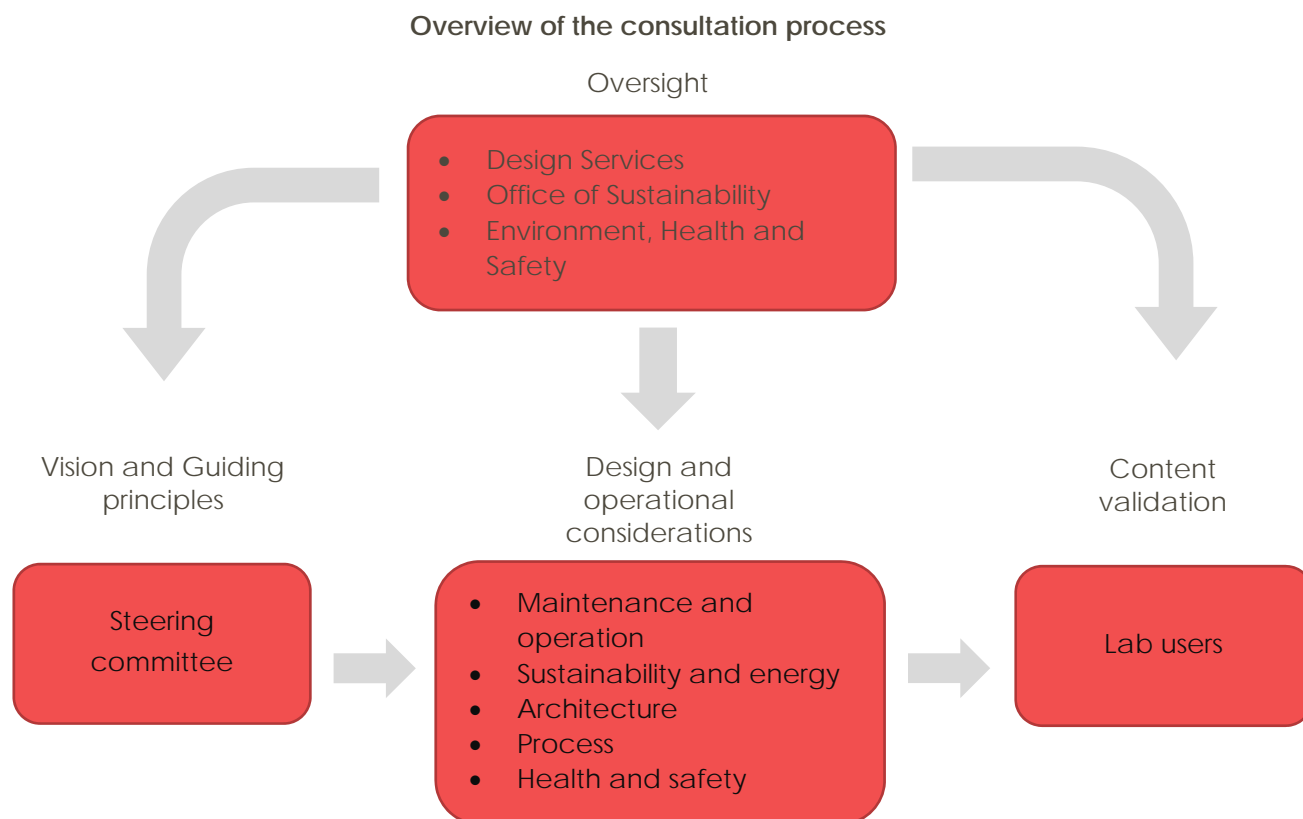 Overview of the consultation process
Oversight
• Design Services
• Office of Sustainability
• Environment, Health and
Safety
Vision and Guiding
principles
Steering
committee
Design and
operational
considerations
• Maintenance and
operation
• Sustainability and energy
• Architecture
• Process
• Health and safety
Content
validation
Lab users